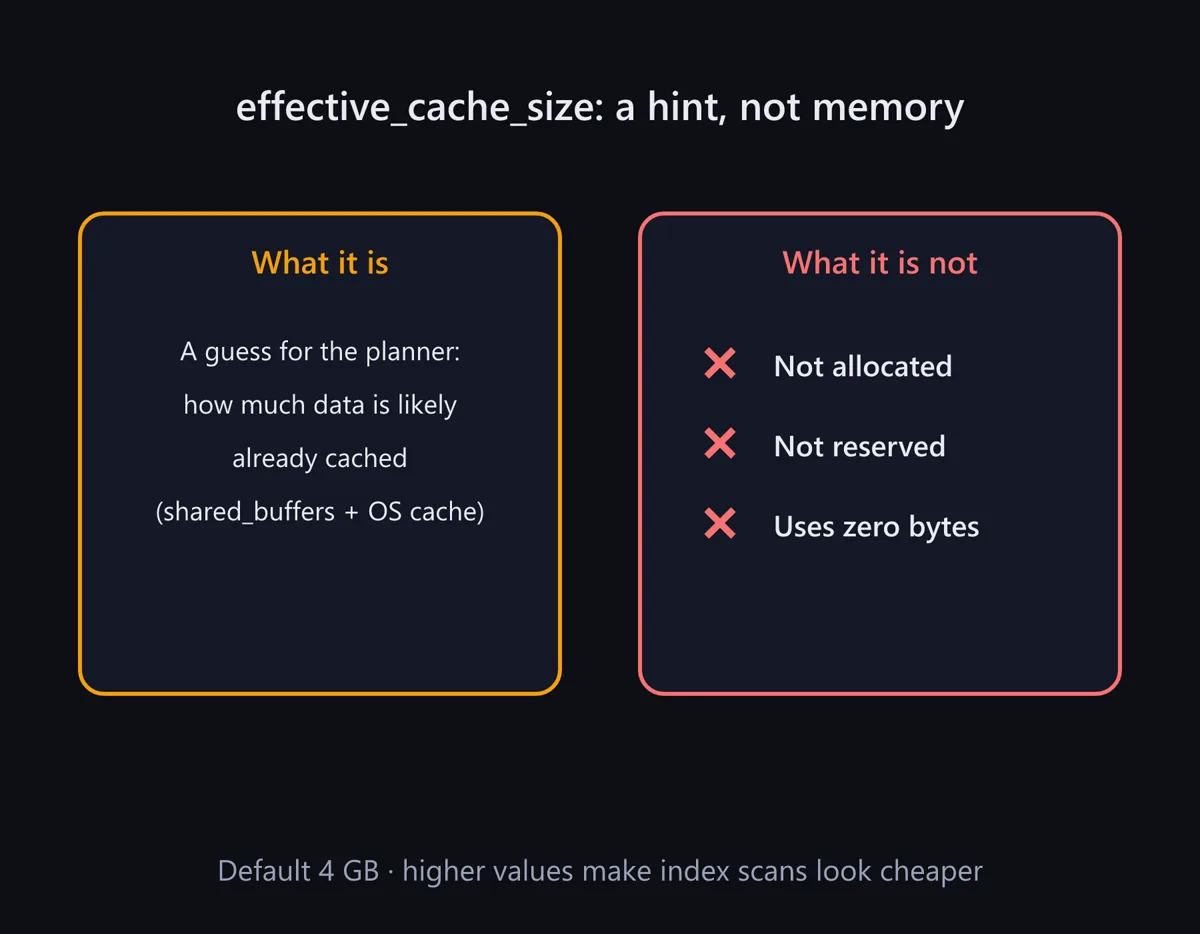 effective_cache_size: a hint, not memory
What it is
A guess for the planner:
how much data is likely
already cached
(shared_buffers + OS cache)
What it is not
Not allocated
Not reserved
Uses zero bytes
Default 4 GB · higher values make index scans look cheaper